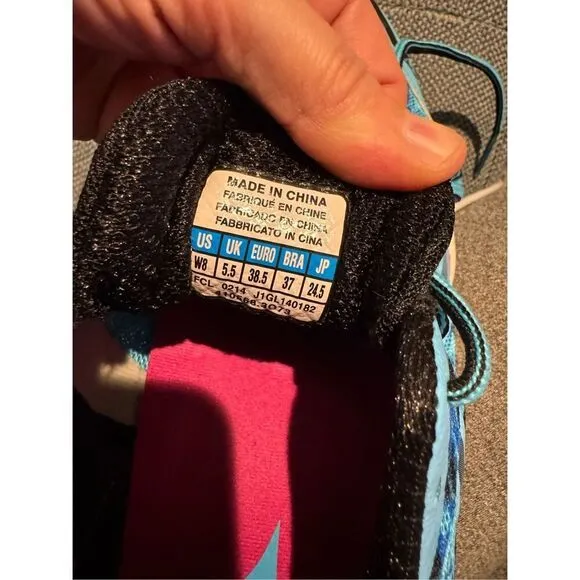 MADE IN CHINA
FABRIQUÉ EN CHINE
FABRICADO EN CHINA
FABBRICATO IN CINA
US UK EURO BRA JP
W8 5.5 38.5 37 24.5
FCL 0214 J1GL140182